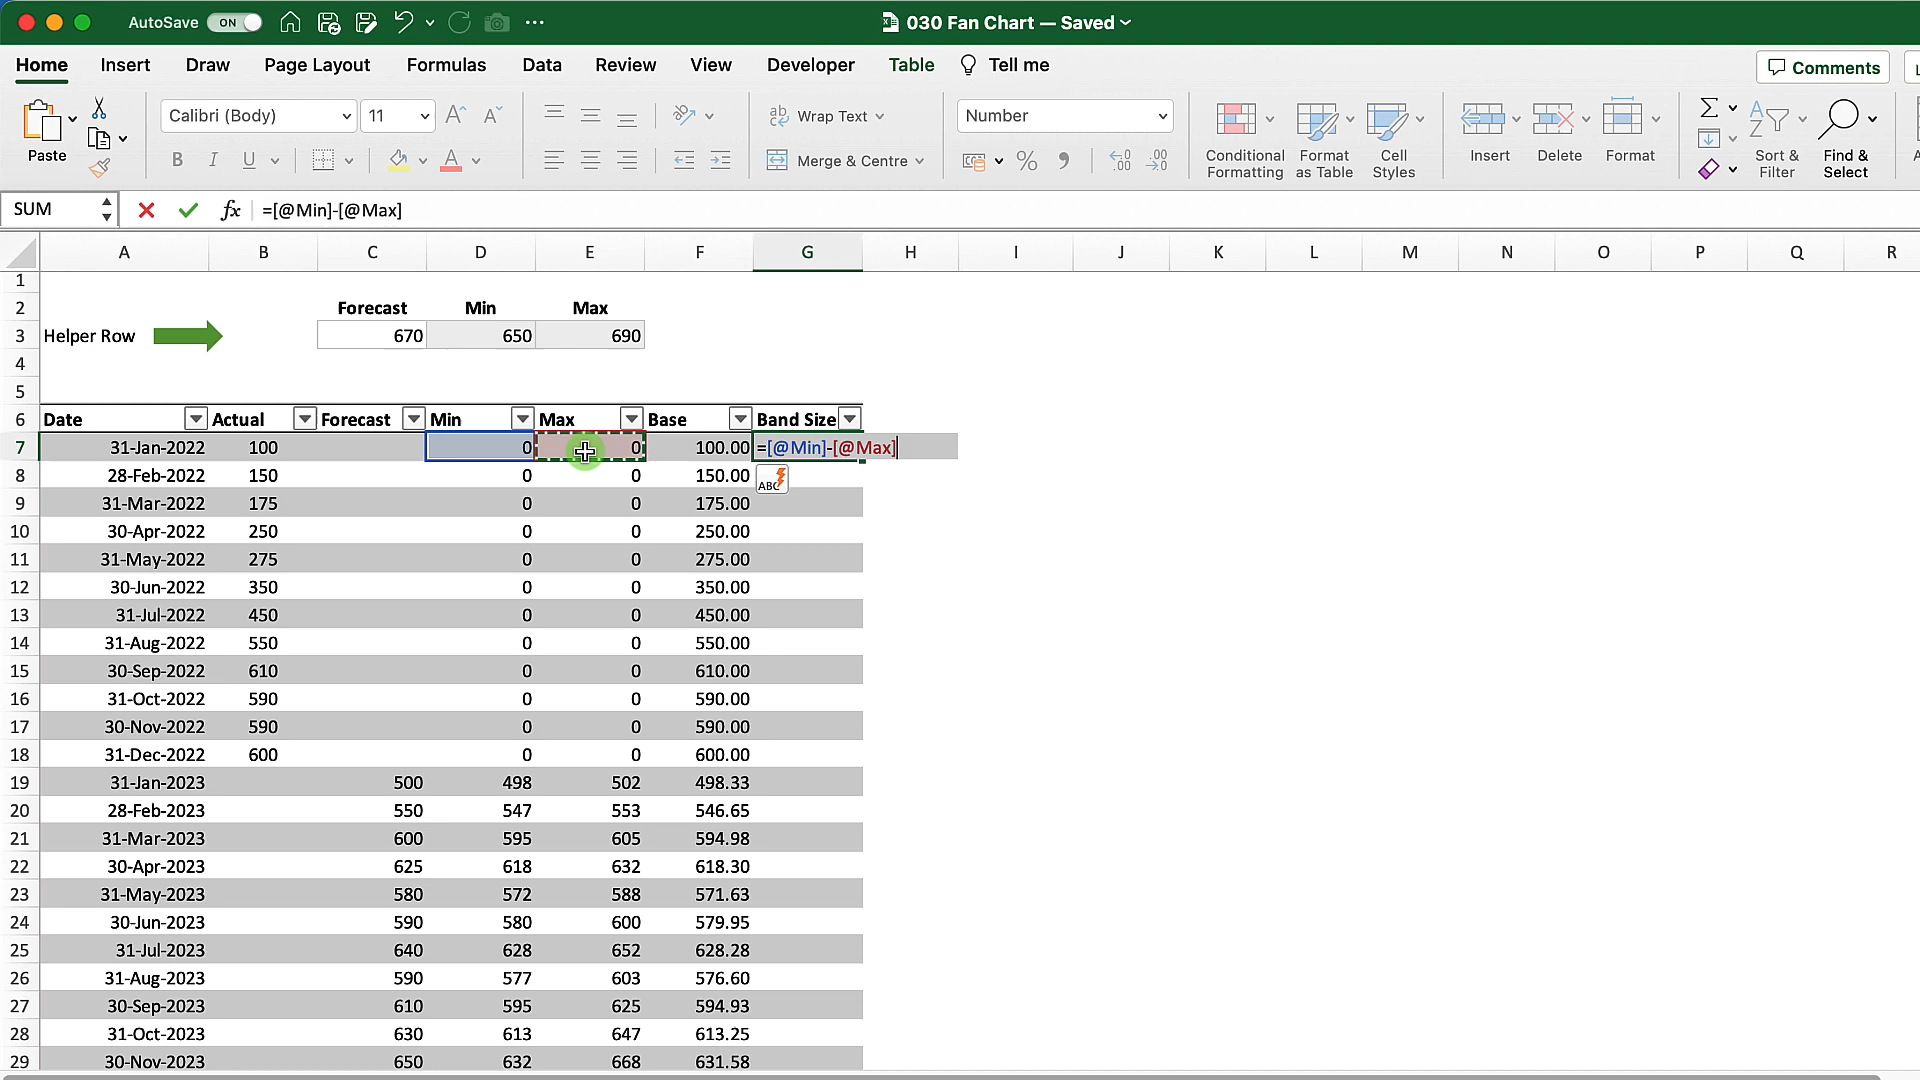 AutoSave ON 030 Fan Chart — Saved
Home Insert Draw Page Layout Formulas Data Review View Developer Table Tell me Comments
Paste Calibri (Body) 11 Wrap Text Number Conditional Formatting Format as Table Cell Styles Insert Delete Format Sort & Filter Find & Select
B I U Merge & Centre
SUM fx =[@Min]-[@Max]
A B C D E F G H I J K L M N O P Q R
1
2 Forecast Min Max
3 Helper Row 670 650 690
4
5
6 Date Actual Forecast Min Max Base Band Size
7 31-Jan-2022 100 0 0 100.00 =[@Min]-[@Max]
8 28-Feb-2022 150 0 0 150.00 ABC
9 31-Mar-2022 175 0 0 175.00
10 30-Apr-2022 250 0 0 250.00
11 31-May-2022 275 0 0 275.00
12 30-Jun-2022 350 0 0 350.00
13 31-Jul-2022 450 0 0 450.00
14 31-Aug-2022 550 0 0 550.00
15 30-Sep-2022 610 0 0 610.00
16 31-Oct-2022 590 0 0 590.00
17 30-Nov-2022 590 0 0 590.00
18 31-Dec-2022 600 0 0 600.00
19 31-Jan-2023 500 498 502 498.33
20 28-Feb-2023 550 547 553 546.65
21 31-Mar-2023 600 595 605 594.98
22 30-Apr-2023 625 618 632 618.30
23 31-May-2023 580 572 588 571.63
24 30-Jun-2023 590 580 600 579.95
25 31-Jul-2023 640 628 652 628.28
26 31-Aug-2023 590 577 603 576.60
27 30-Sep-2023 610 595 625 594.93
28 31-Oct-2023 630 613 647 613.25
29 30-Nov-2023 650 632 668 631.58